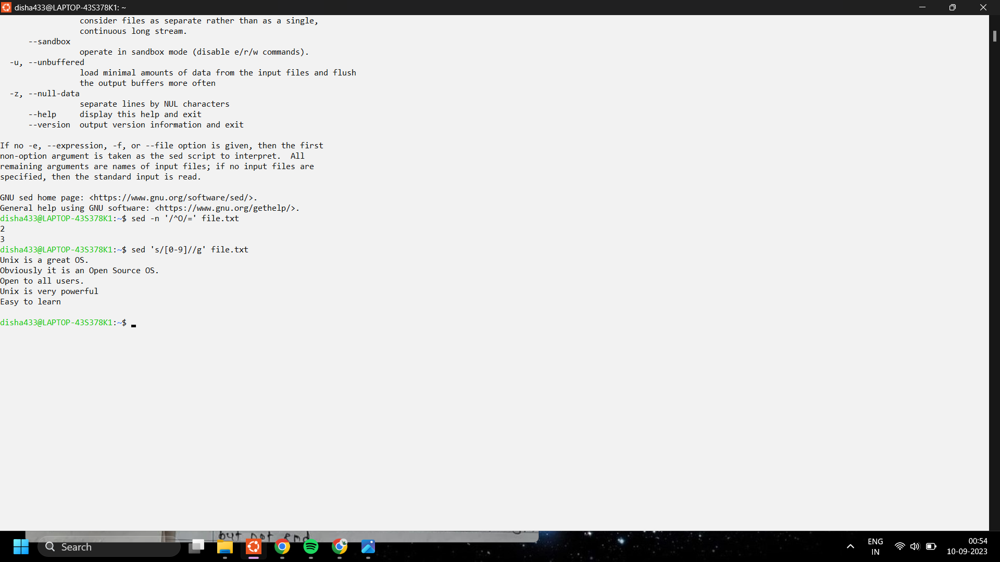 disha433@LAPTOP-43S378K1: ~
consider files as separate rather than as a single,
continuous long stream.
--sandbox
operate in sandbox mode (disable e/r/w commands).
-u, --unbuffered
load minimal amounts of data from the input files and flush
the output buffers more often
-z, --null-data
separate lines by NUL characters
--help     display this help and exit
--version  output version information and exit
If no -e, --expression, -f, or --file option is given, then the first
non-option argument is taken as the sed script to interpret.  All
remaining arguments are names of input files; if no input files are
specified, then the standard input is read.
GNU sed home page: <https://www.gnu.org/software/sed/>.
General help using GNU software: <https://www.gnu.org/gethelp/>.
disha433@LAPTOP-43S378K1:~$ sed -n '/^O/=' file.txt
2
3
disha433@LAPTOP-43S378K1:~$ sed 's/[0-9]//g' file.txt
Unix is a great OS.
Obviously it is an Open Source OS.
Open to all users.
Unix is very powerful
Easy to learn
disha433@LAPTOP-43S378K1:~$
but not end
Search
ENG
IN
00:54
10-09-2023